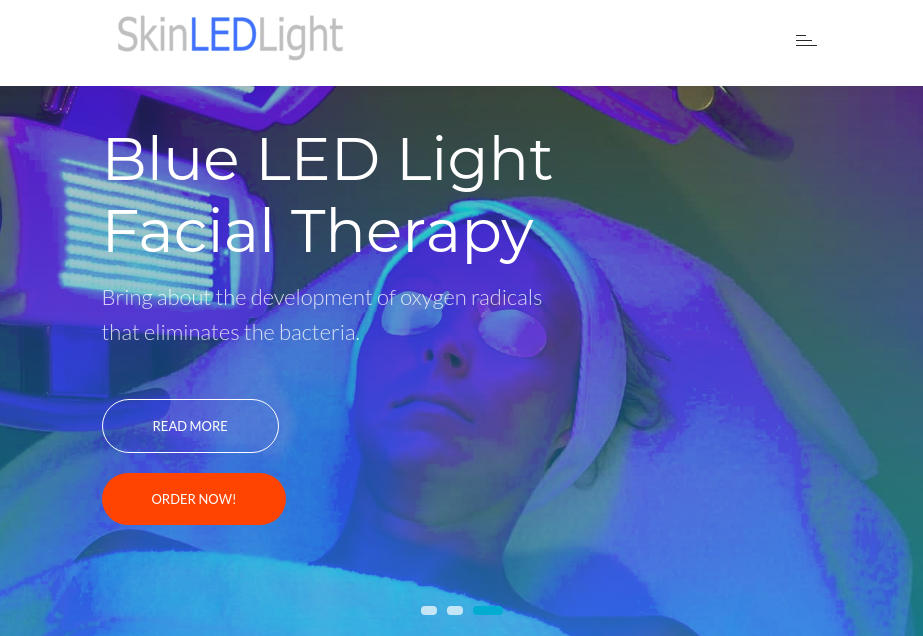 SkinLEDLight
Blue LED Light
Facial Therapy
Bring about the development of oxygen radicals
that eliminates the bacteria.
READ MORE
ORDER NOW!